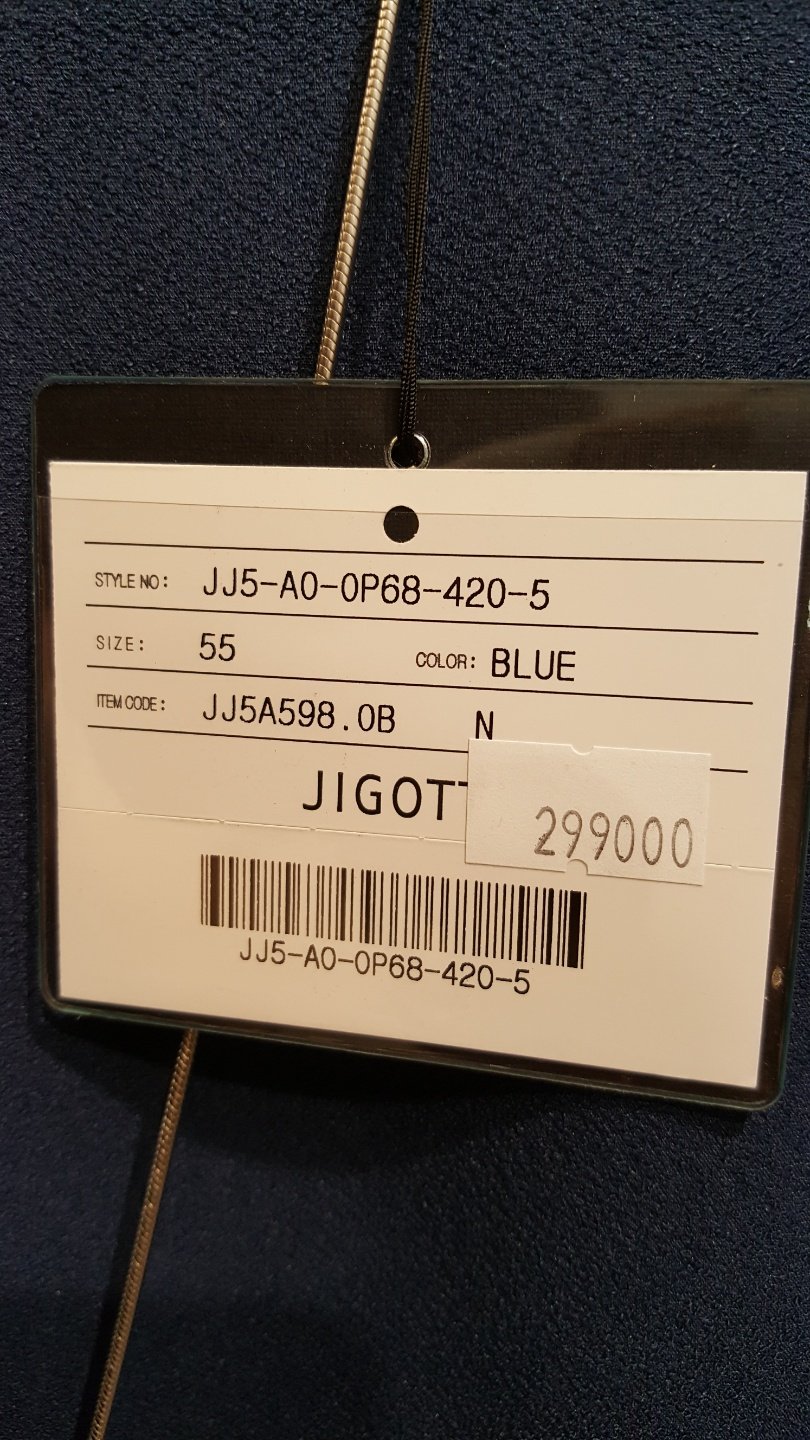 STYLE NO: JJ5-A0-0P68-420-5
SIZE: 55 COLOR: BLUE
ITEM CODE: JJ5A598.0B N
JIGOT
299000
JJ5-A0-0P68-420-5